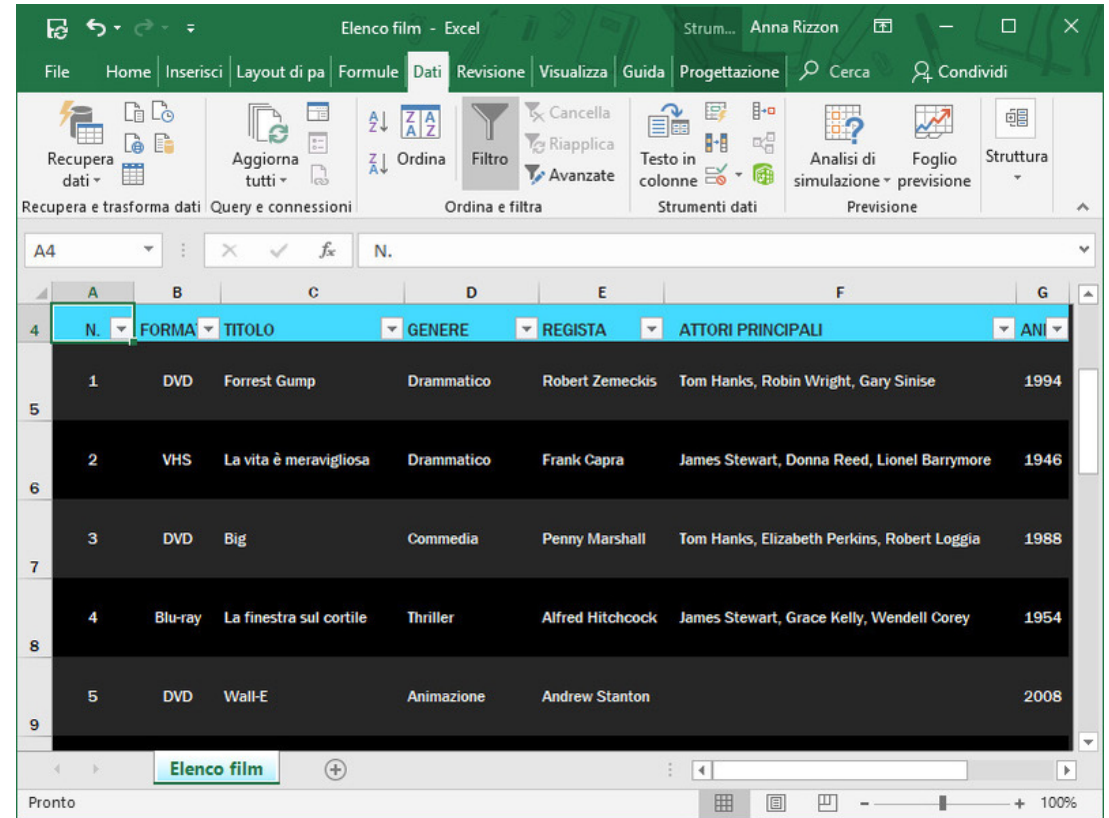 Elenco film - Excel Strum... Anna Rizzon
File Home Inserisci Layout di pa Formule Dati Revisione Visualizza Guida Progettazione Cerca Condividi
Recupera dati
Aggiorna tutti
Ordina
Filtro
Cancella
Riapplica
Avanzate
Testo in colonne
Analisi di simulazione
Foglio previsione
Struttura
Recupera e trasforma dati Query e connessioni Ordina e filtra Strumenti dati Previsione
A4 fx N.
A B C D E F G
4 N. FORMA TITOLO GENERE REGISTA ATTORI PRINCIPALI ANI
5 1 DVD Forrest Gump Drammatico Robert Zemeckis Tom Hanks, Robin Wright, Gary Sinise 1994
6 2 VHS La vita è meravigliosa Drammatico Frank Capra James Stewart, Donna Reed, Lionel Barrymore 1946
7 3 DVD Big Commedia Penny Marshall Tom Hanks, Elizabeth Perkins, Robert Loggia 1988
8 4 Blu-ray La finestra sul cortile Thriller Alfred Hitchcock James Stewart, Grace Kelly, Wendell Corey 1954
9 5 DVD Wall-E Animazione Andrew Stanton 2008
Elenco film
Pronto 100%